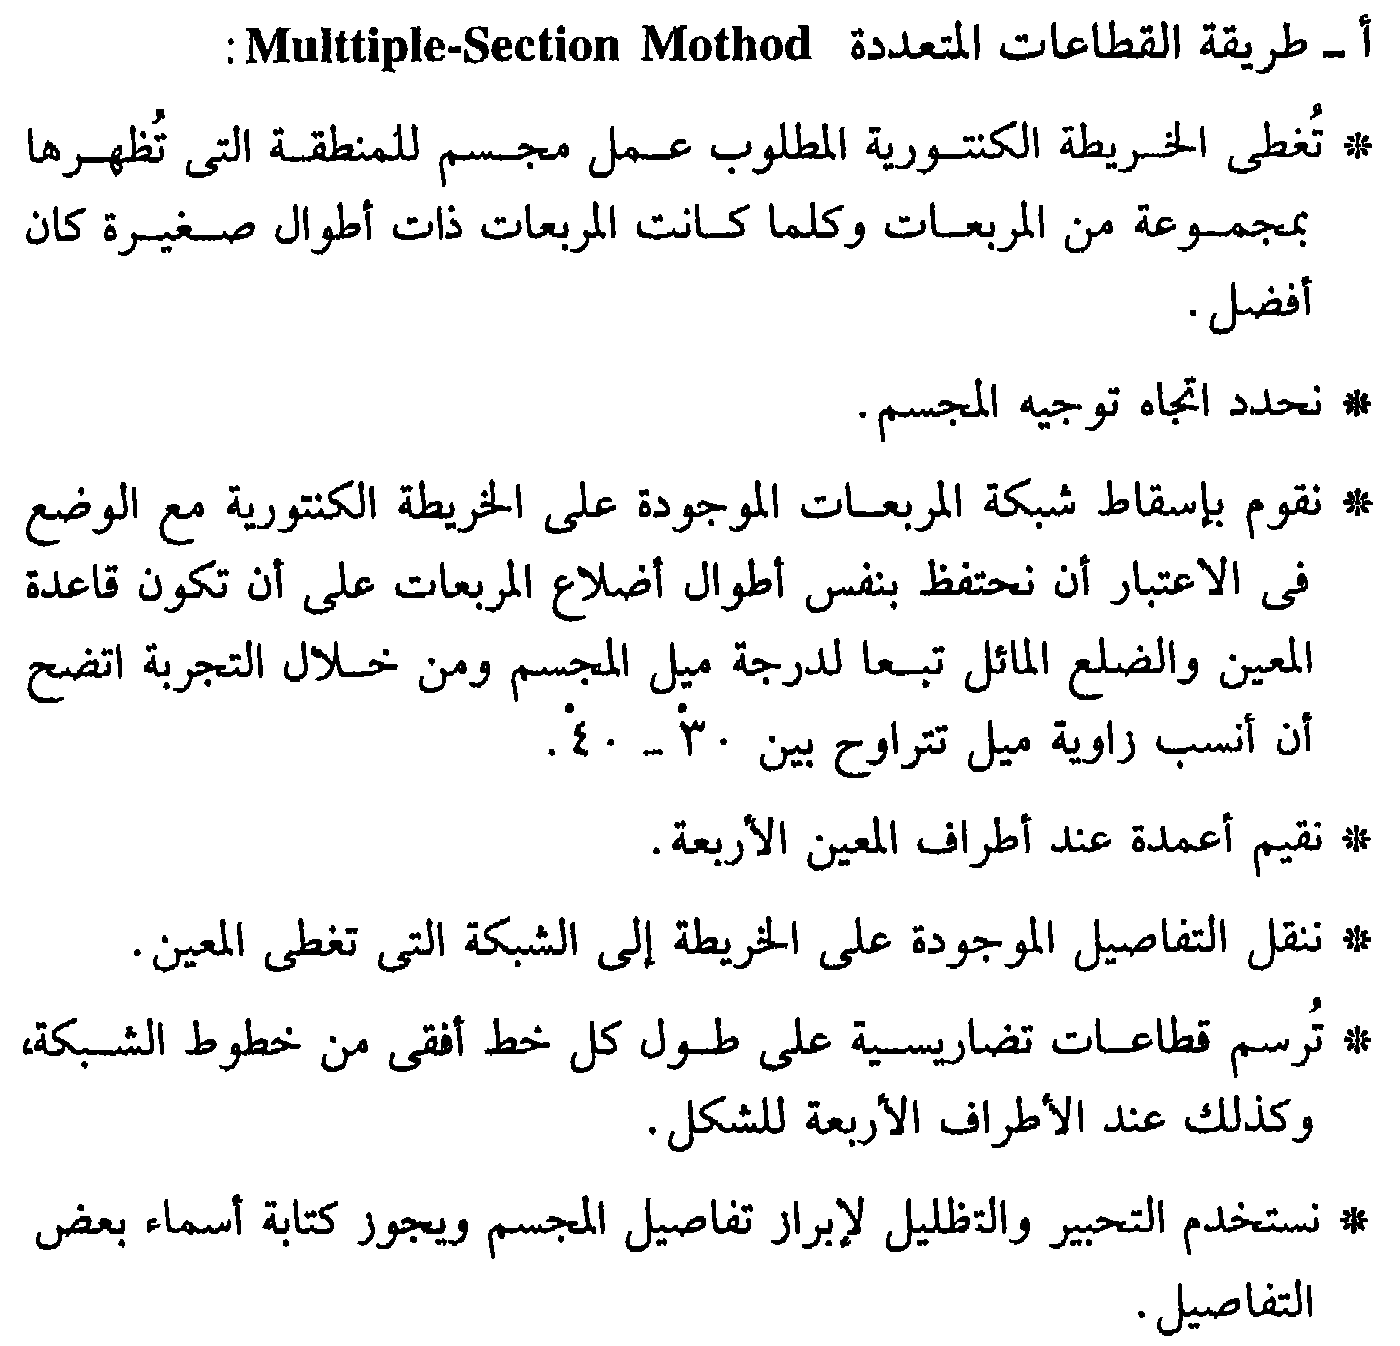 أ ـ طريقة القطاعات المتعددة Multtiple-Section Mothod :
* تُغطى الخريطة الكنتورية المطلوب عمل مجسم للمنطقة التى تُظهرها
بمجموعة من المربعات وكلما كانت المربعات ذات أطوال صغيرة كان
أفضل .
* نحدد اتجاه توجيه المجسم .
* نقوم بإسقاط شبكة المربعات الموجودة على الخريطة الكنتورية مع الوضع
فى الاعتبار أن نحتفظ بنفس أطوال أضلاع المربعات على أن تكون قاعدة
المعين والضلع المائل تبعا لدرجة ميل المجسم ومن خلال التجربة اتضح
أن أنسب زاوية ميل تتراوح بين ٣٠ْ ـ ٤٠ْ .
* نقيم أعمدة عند أطراف المعين الأربعة .
* ننقل التفاصيل الموجودة على الخريطة إلى الشبكة التى تغطى المعين .
* تُرسم قطاعات تضاريسية على طول كل خط أفقى من خطوط الشبكة،
وكذلك عند الأطراف الأربعة للشكل .
* نستخدم التحبير والتظليل لإبراز تفاصيل المجسم ويجوز كتابة أسماء بعض
التفاصيل .